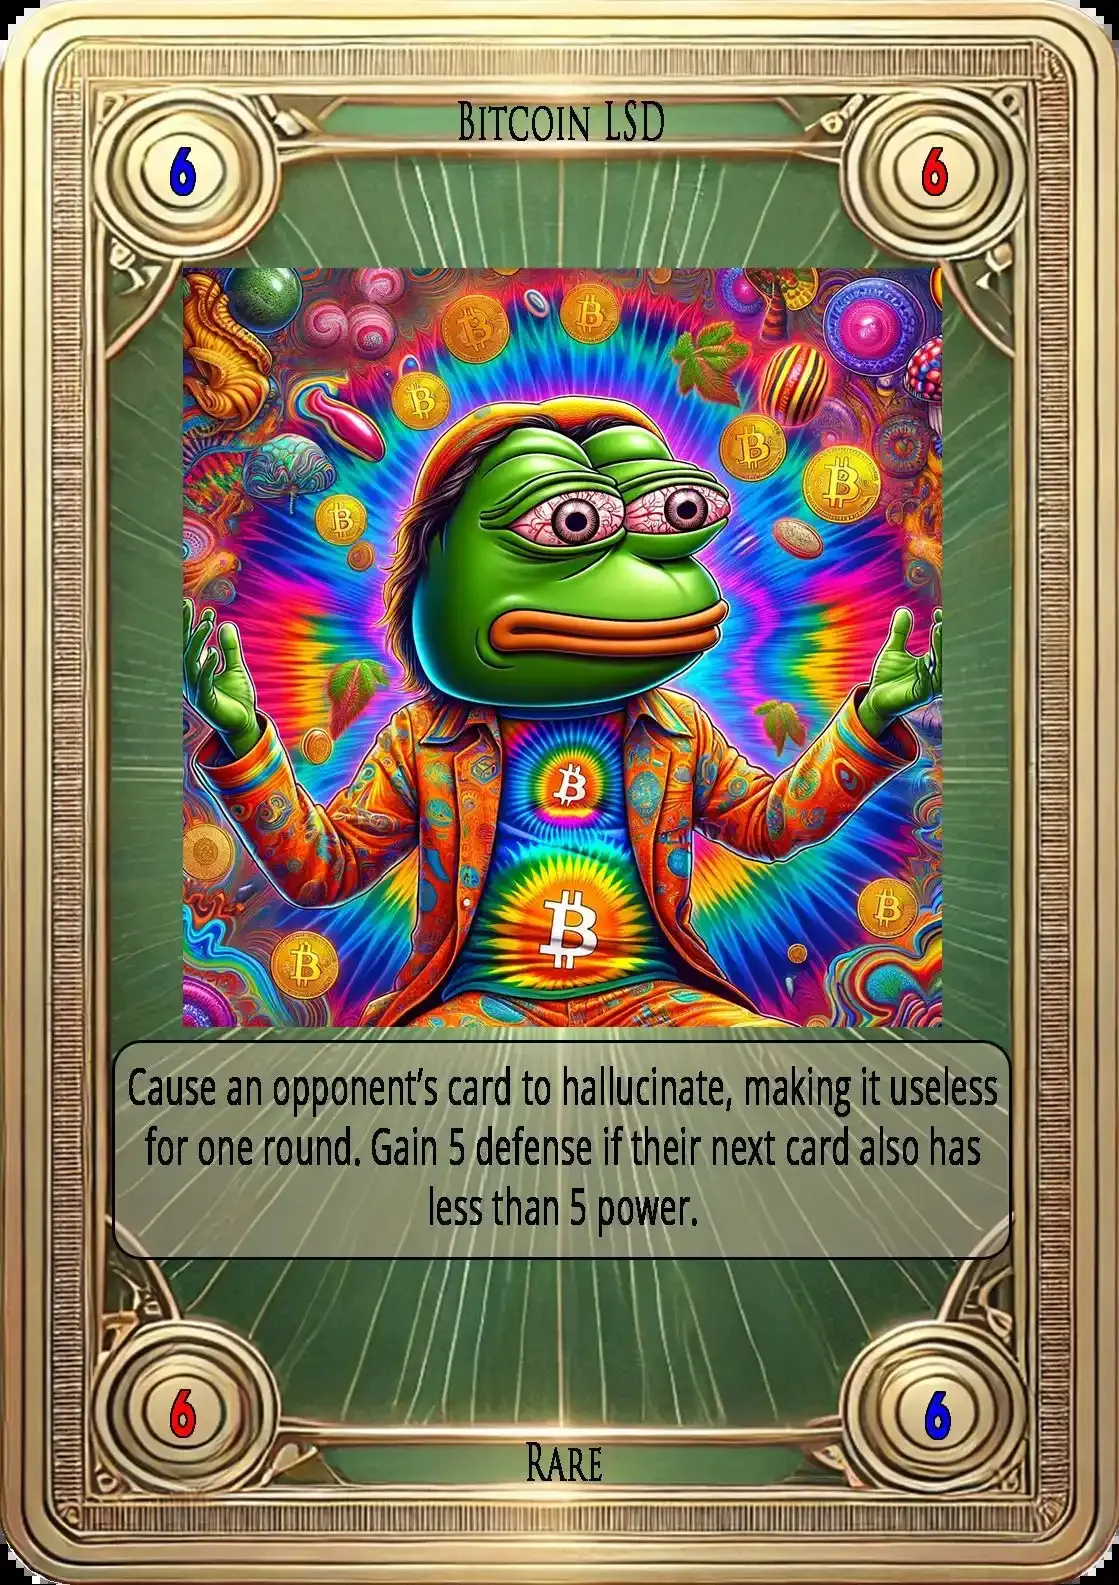 Bitcoin LSD
6 6
Cause an opponent's card to hallucinate, making it useless
for one round. Gain 5 defense if their next card also has
less than 5 power.
6 6
Rare